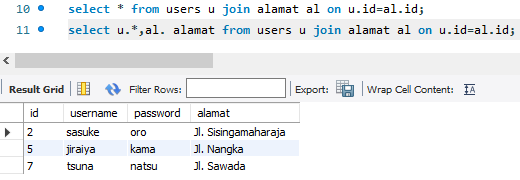 10 select * from users u join alamat al on u.id=al.id;
11 select u.*,al. alamat from users u join alamat al on u.id=al.id;
Result Grid Filter Rows: Export: Wrap Cell Content:
id username password alamat
2 sasuke oro Jl. Sisingamaharaja
5 jiraiya kama Jl. Nangka
7 tsuna natsu Jl. Sawada